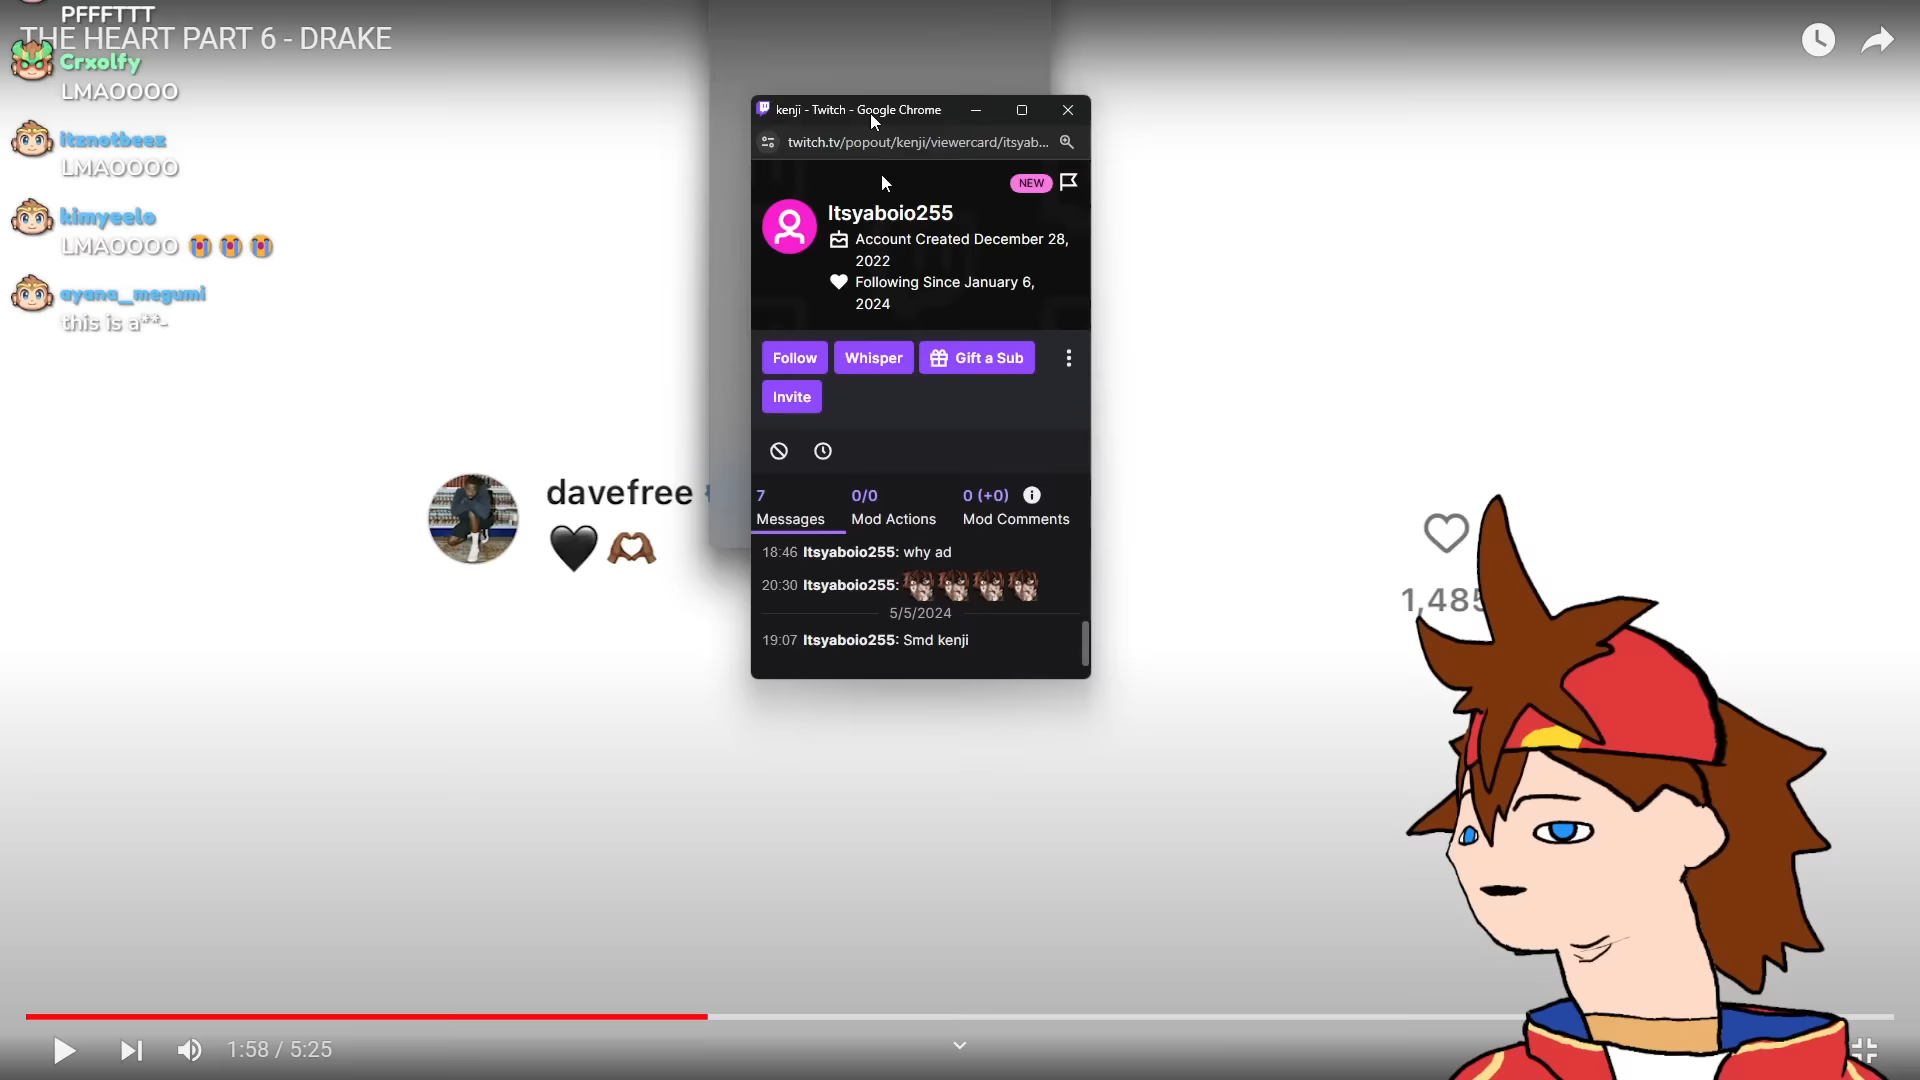 PFFFTTT
THE HEART PART 6 - DRAKE
Crxolfy
LMAOOOO
itznotbeez
LMAOOOO
kimyeelo
LMAOOOO 😭 😭 😭
ayana_megumi
this is a**-
kenji - Twitch - Google Chrome
twitch.tv/popout/kenji/viewercard/itsyab...
NEW
Itsyaboio255
Account Created December 28,
2022
Following Since January 6,
2024
Follow
Whisper
Gift a Sub
Invite
7
Messages
0/0
Mod Actions
0 (+0)
Mod Comments
18:46 Itsyaboio255: why ad
20:30 Itsyaboio255:
5/5/2024
19:07 Itsyaboio255: Smd kenji
davefree
🖤 🫶🏾
1,485
1:58 / 5:25